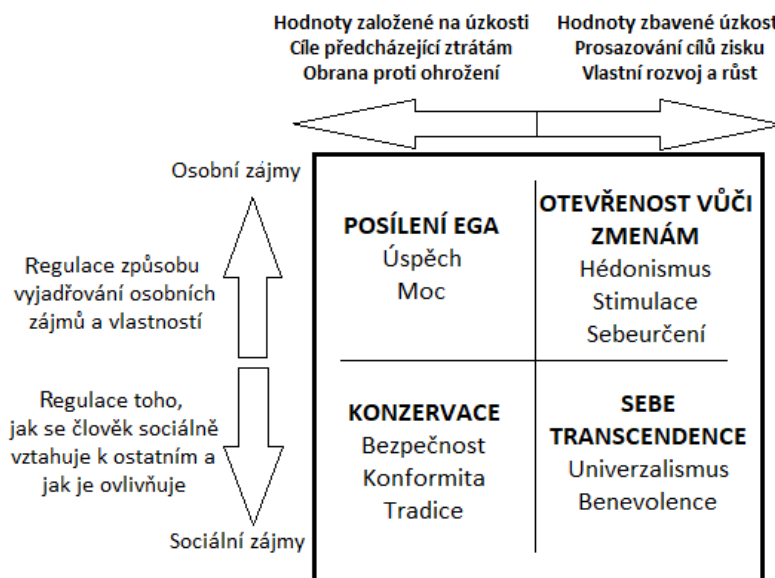 Hodnoty založené na úzkosti
Cíle předcházející ztrátám
Obrana proti ohrožení
Hodnoty zbavené úzkost
Prosazování cílů zisku
Vlastní rozvoj a růst
Osobní zájmy
Regulace způsobu
vyjadřování osobních
zájmů a vlastností
Regulace toho,
jak se člověk sociálně
vztahuje k ostatním a
jak je ovlivňuje
Sociální zájmy
POSÍLENÍ EGA
Úspěch
Moc
OTEVŘENOST VŮČI
ZMENÁM
Hédonismus
Stimulace
Sebeurčení
KONZERVACE
Bezpečnost
Konformita
Tradice
SEBE
TRANSCENDENCE
Univerzalismus
Benevolence